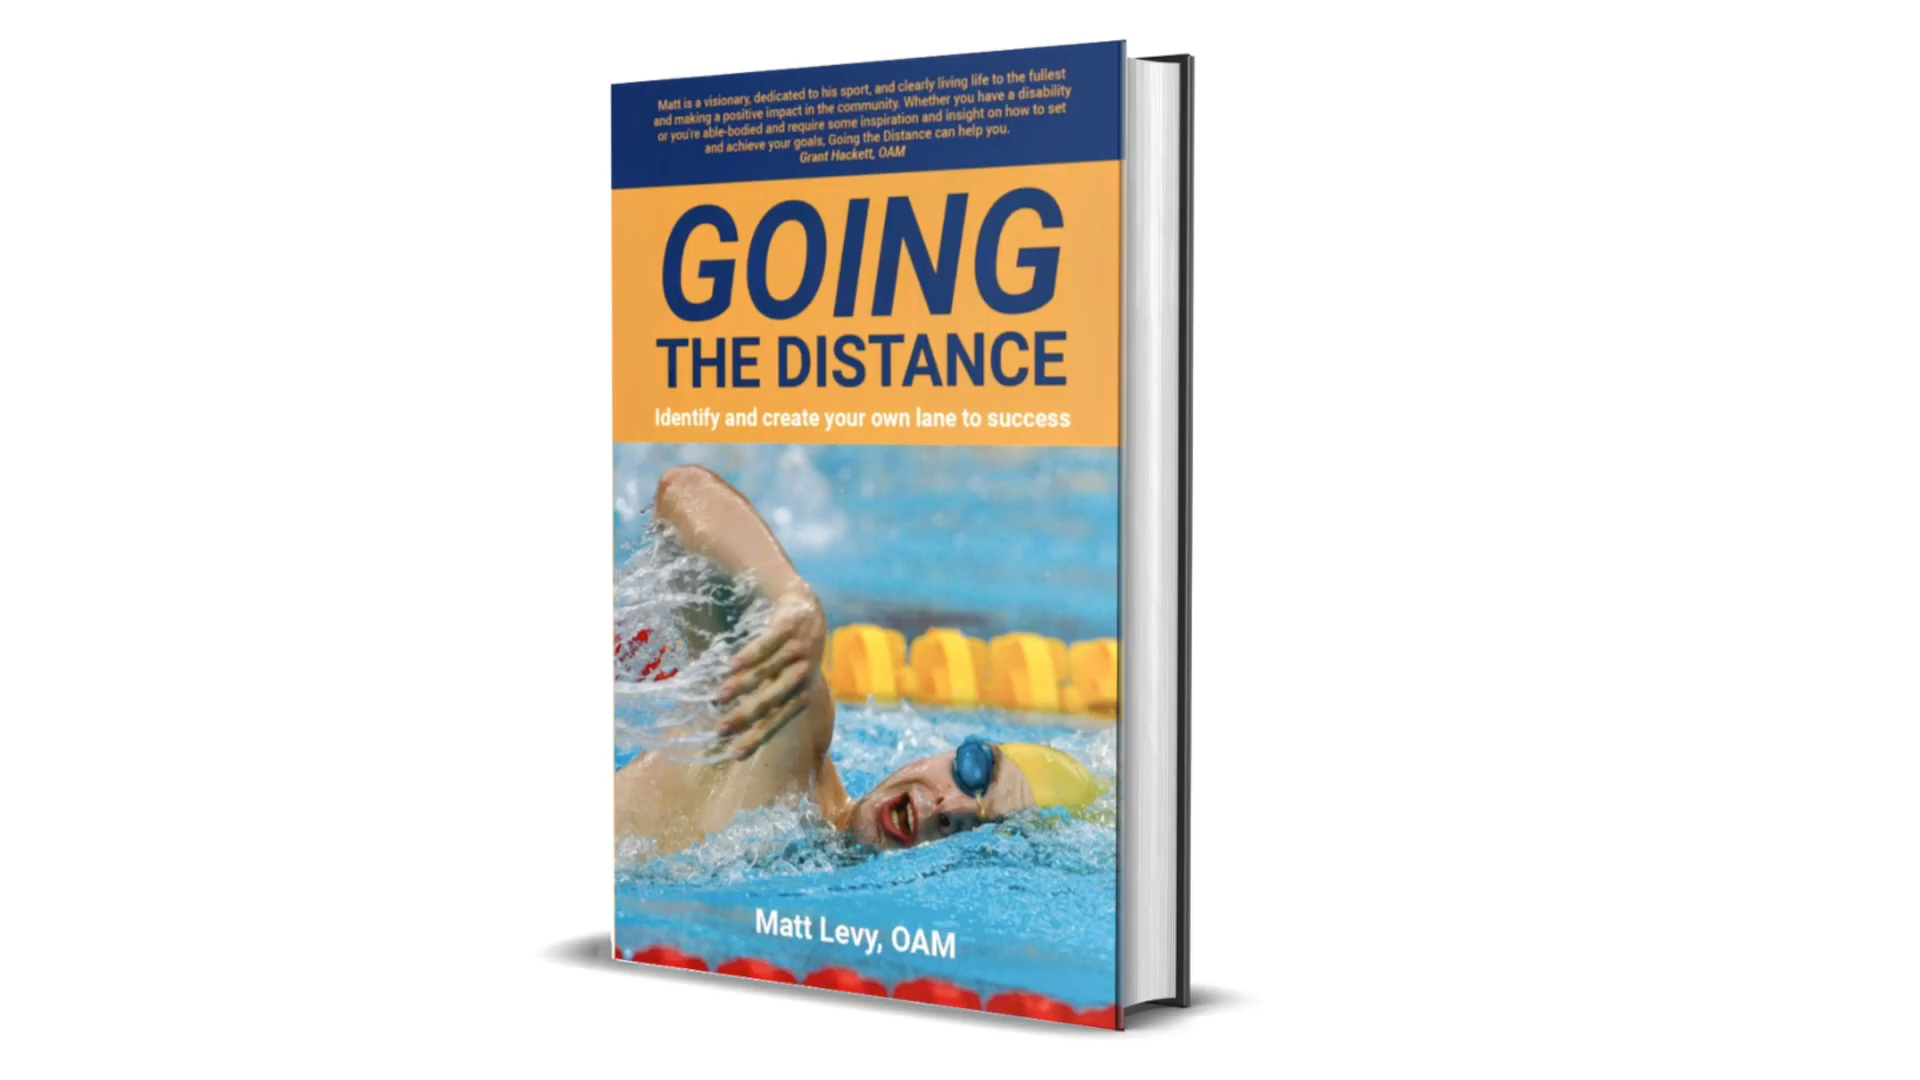 Matt is a visionary, dedicated to his sport, and clearly living life to the fullest
and making a positive impact in the community. Whether you have a disability
or you're able-bodied and require some inspiration and insight on how to set
and achieve your goals, Going the Distance can help you.
Grant Hackett, OAM
GOING
THE DISTANCE
Identify and create your own lane to success
Matt Levy, OAM